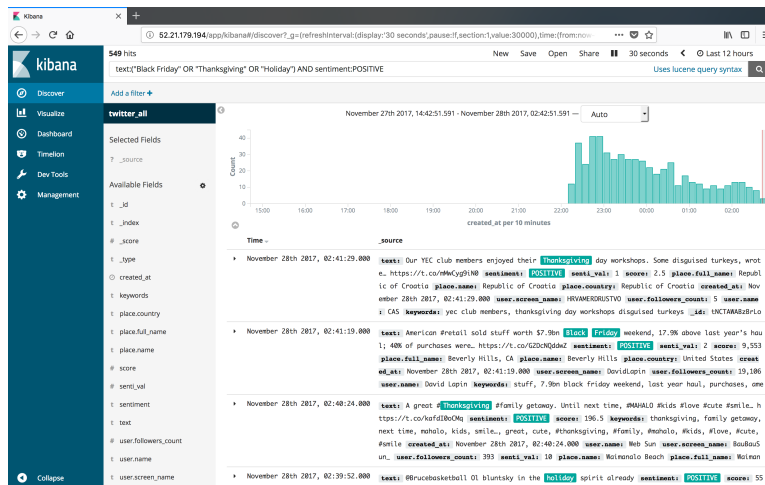 Kibana
52.21.179.194/app/kibana#/discover?_g=(refreshInterval:(display:'30 seconds',pause:!f,section:1,value:30000),time:(from:now-
kibana
Discover
Visualize
Dashboard
Timelion
Dev Tools
Management
Collapse
549 hits
New Save Open Share 30 seconds Last 12 hours
text:("Black Friday" OR "Thanksgiving" OR "Holiday") AND sentiment:POSITIVE
Uses lucene query syntax
Add a filter
twitter_all
Selected Fields
? _source
Available Fields
t _id
t _index
# _score
t _type
created_at
t keywords
t place.country
t place.full_name
t place.name
# score
# senti_val
t sentiment
t text
# user.followers_count
t user.name
t user.screen_name
November 27th 2017, 14:42:51.591 - November 28th 2017, 02:42:51.591 — Auto
Count
40
30
20
10
0
15:00 16:00 17:00 18:00 19:00 20:00 21:00 22:00 23:00 00:00 01:00 02:00
created_at per 10 minutes
Time _source
November 28th 2017, 02:41:29.000 text: Our YEC club members enjoyed their Thanksgiving day workshops. Some disguised turkeys, wrot
e… https://t.co/mMwCyg9iN0 sentiment: POSITIVE senti_val: 1 score: 2.5 place.full_name: Republ
ic of Croatia place.name: Republic of Croatia place.country: Republic of Croatia created_at: Nov
ember 28th 2017, 02:41:29.000 user.screen_name: HRVAMERDRUSTVO user.followers_count: 5 user.name
: CAS keywords: yec club members, thanksgiving day workshops disguised turkeys _id: tNCTAWABzBrLo
November 28th 2017, 02:41:19.000 text: American #retail sold stuff worth $7.9bn Black Friday weekend, 17.9% above last year's hau
l; 40% of purchases were… https://t.co/GZDcNQddwZ sentiment: POSITIVE senti_val: 2 score: 9,553
place.full_name: Beverly Hills, CA place.name: Beverly Hills place.country: United States creat
ed_at: November 28th 2017, 02:41:19.000 user.screen_name: DavidLapin user.followers_count: 19,106
user.name: David Lapin keywords: stuff, 7.9bn black friday weekend, last year haul, purchases, ame
November 28th 2017, 02:40:24.000 text: A great #Thanksgiving #family getaway. Until next time, #MAHALO #kids #love #cute #smile… h
ttps://t.co/kafdI0oCMq sentiment: POSITIVE score: 196.5 keywords: thanksgiving, family getaway,
next time, mahalo, kids, smile…, great, cute, #thanksgiving, #family, #mahalo, #kids, #love, #cute,
#smile created_at: November 28th 2017, 02:40:24.000 user.name: Web Sun user.screen_name: BauBauS
un_ user.followers_count: 393 senti_val: 10 place.name: Waimanolo Beach place.full_name: Waiman
November 28th 2017, 02:39:52.000 text: @Brucebasketball Ol bluntsky in the holiday spirit already sentiment: POSITIVE score: 55